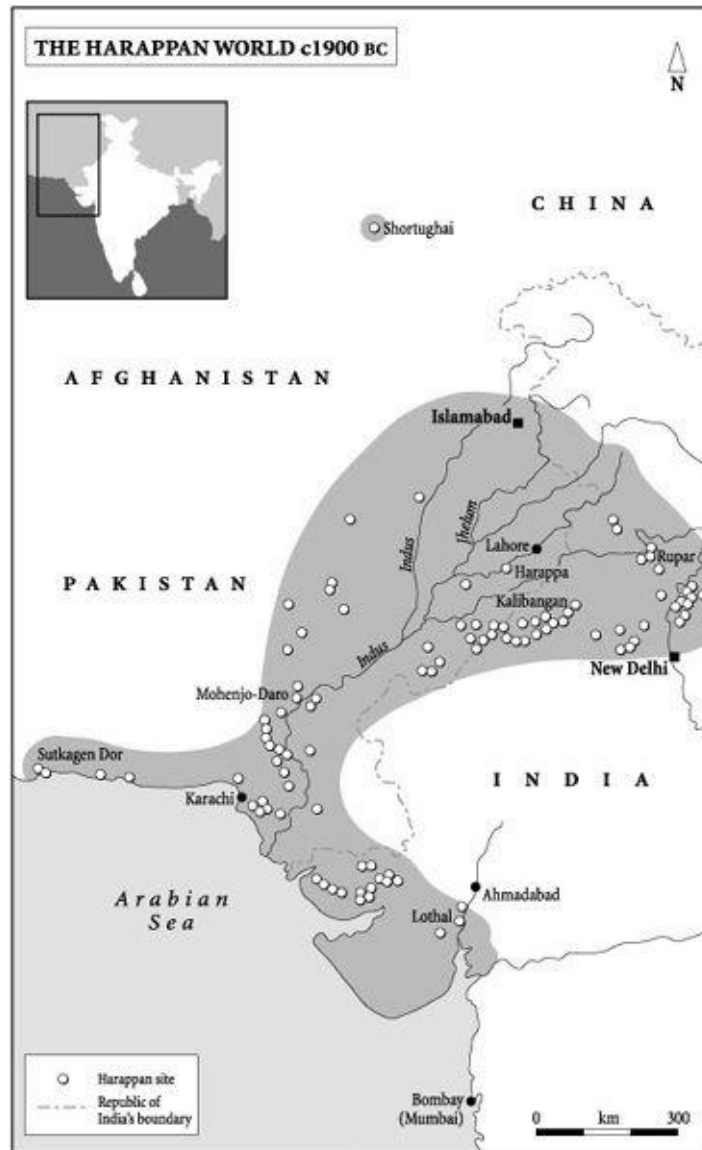 THE HARAPPAN WORLD c1900 BC
N
CHINA
Shortughai
AFGHANISTAN
Islamabad
Indus
Jhelum
Lahore
Harappa
Rupar
PAKISTAN
Kalibangan
Indus
New Delhi
Mohenjo-Daro
Sutkagen Dor
INDIA
Karachi
Arabian
Sea
Ahmadabad
Lothal
Harappan site
Republic of
India's boundary
Bombay
(Mumbai)
0 km 300